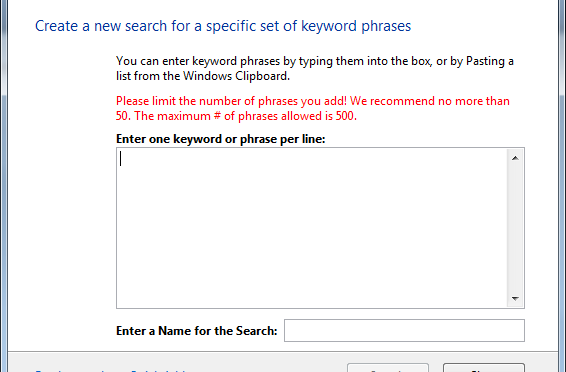 Create a new search for a specific set of keyword phrases
You can enter keyword phrases by typing them into the box, or by Pasting a
list from the Windows Clipboard.
Please limit the number of phrases you add! We recommend no more than
50. The maximum # of phrases allowed is 500.
Enter one keyword or phrase per line:
Enter a Name for the Search: